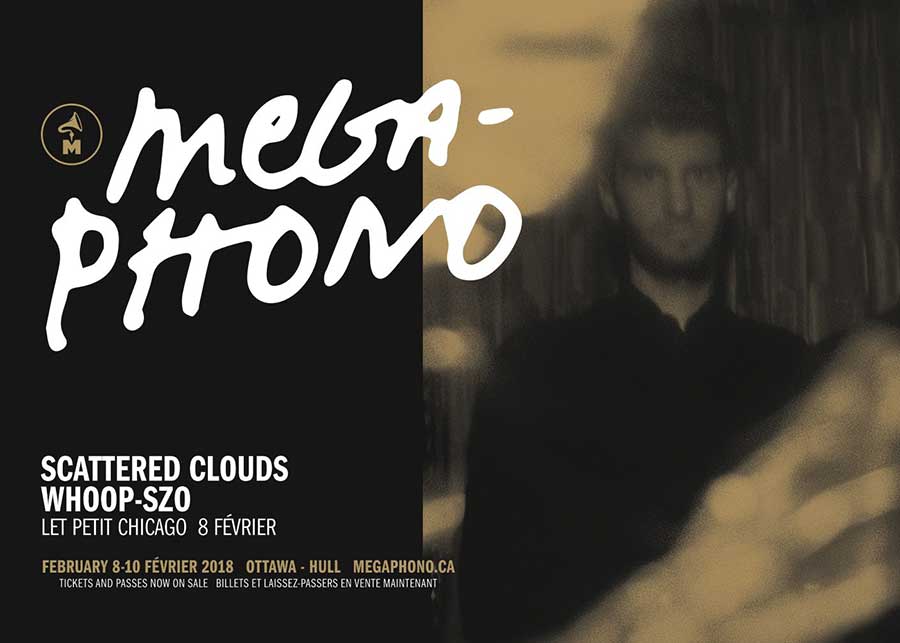 M
MEGA-
PHONO
SCATTERED CLOUDS
WHOOP-SZO
LET PETIT CHICAGO 8 FÉVRIER
FEBRUARY 8-10 FÉVRIER 2018 OTTAWA - HULL MEGAPHONO.CA
TICKETS AND PASSES NOW ON SALE BILLETS ET LAISSEZ-PASSERS EN VENTE MAINTENANT